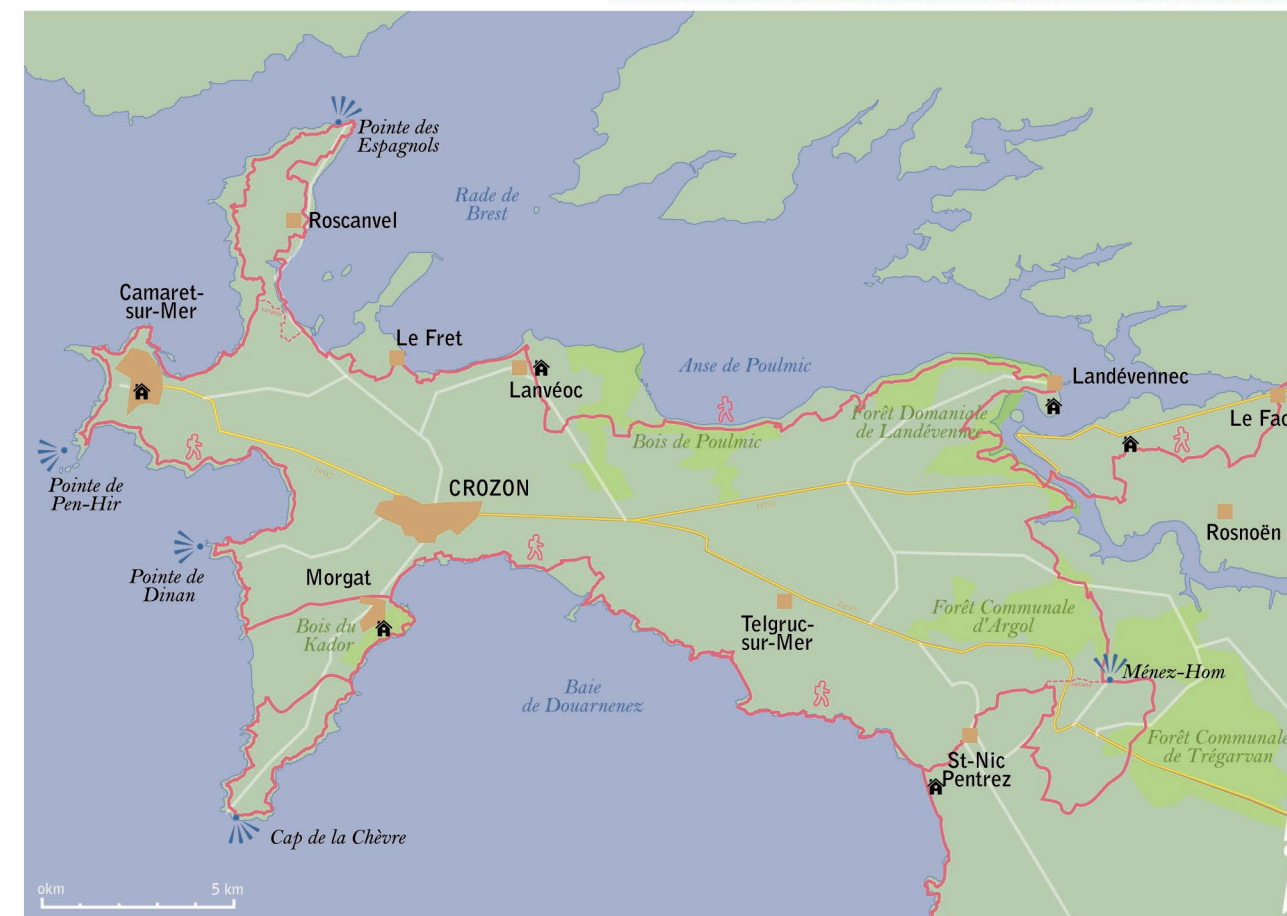 Pointe des
Espagnols
Rade de
Brest
Roscanvel
Camaret-
sur-Mer
Le Fret
Lanvéoc
Anse de Poulmic
Landévennec
Forêt Domaniale
de Landévennec
Le Fao
Bois de Poulmic
Pointe de
Pen-Hir
CROZON
Rosnoën
Pointe de
Dinan
Morgat
Bois du
Kador
Telgruc-
sur-Mer
Forêt Communale
d'Argol
Ménez-Hom
Baie
de Douarnenez
Forêt Communale
de Trégarvan
St-Nic
Pentrez
Cap de la Chèvre
0km
5 km